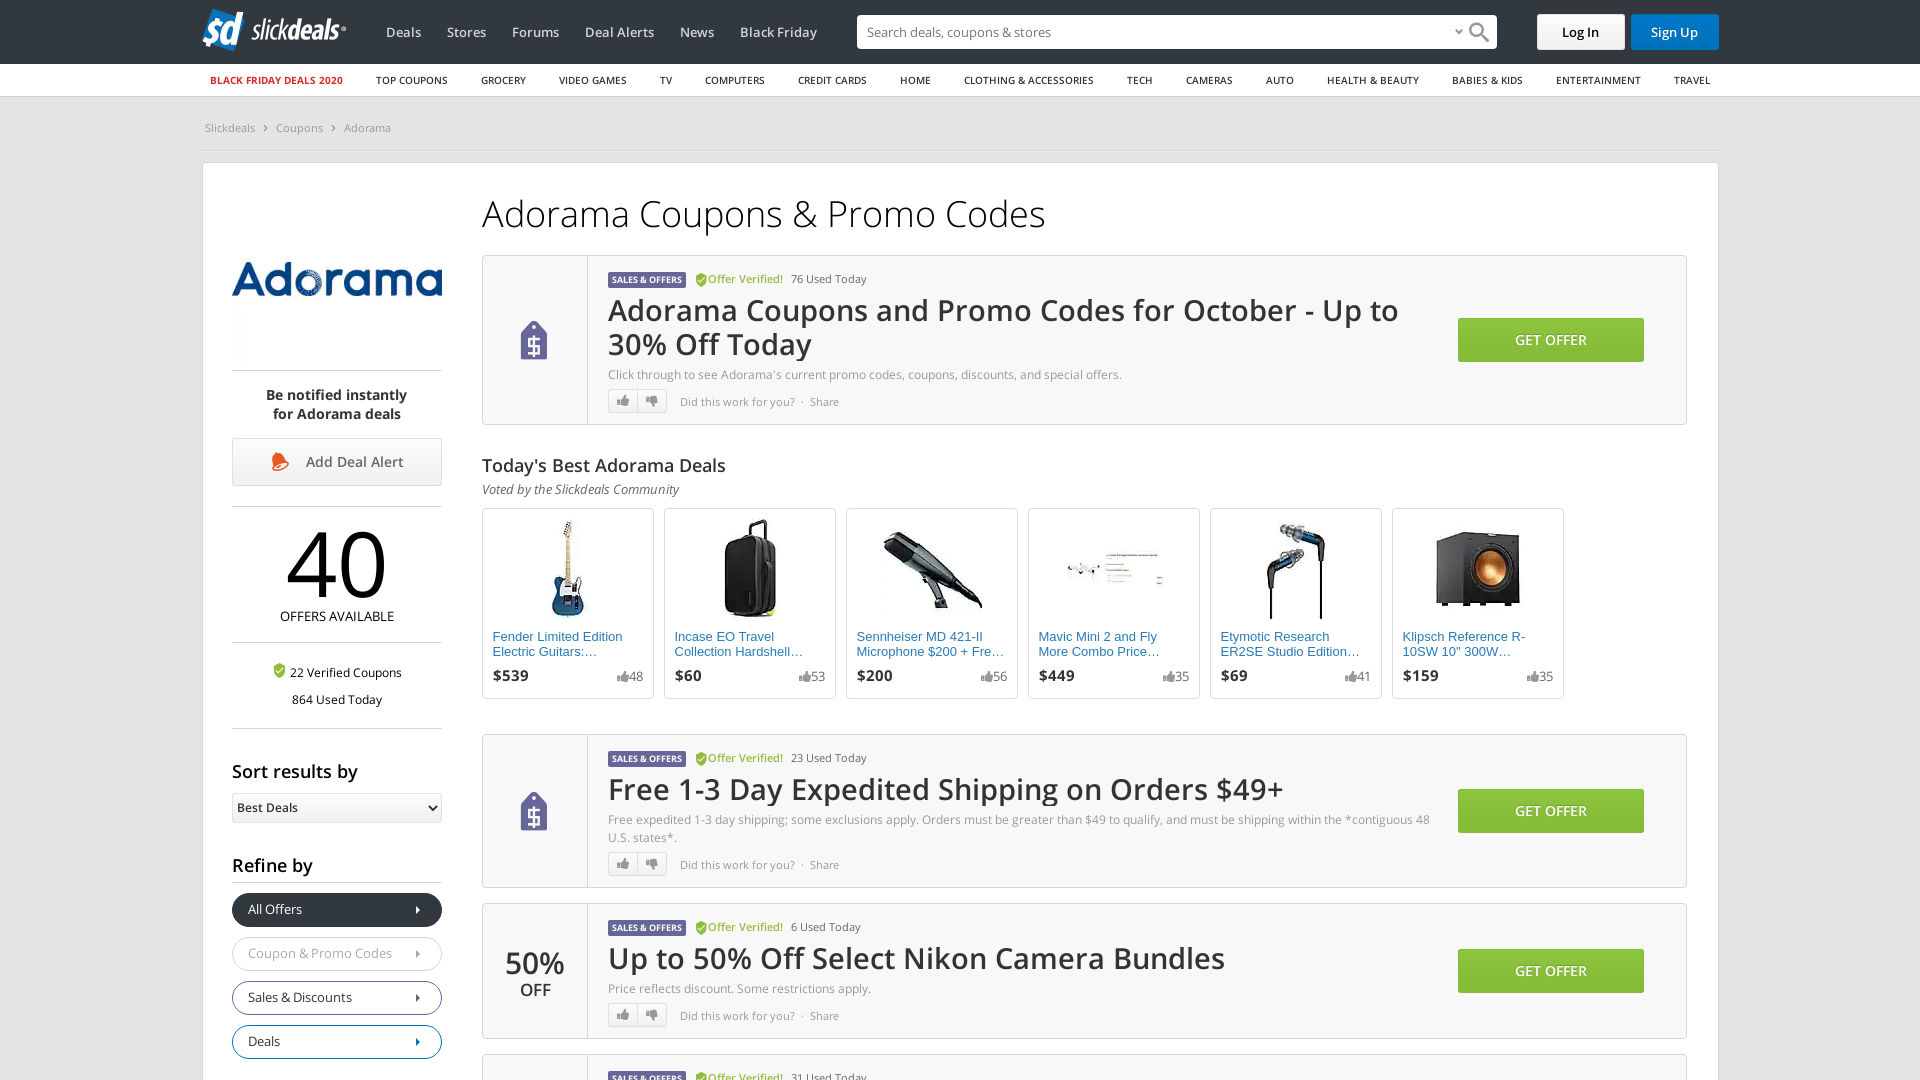 slickdeals
Deals
Stores
Forums
Deal Alerts
News
Black Friday
Search deals, coupons & stores
Log In
Sign Up
BLACK FRIDAY DEALS 2020
TOP COUPONS
GROCERY
VIDEO GAMES
TV
COMPUTERS
CREDIT CARDS
HOME
CLOTHING & ACCESSORIES
TECH
CAMERAS
AUTO
HEALTH & BEAUTY
BABIES & KIDS
ENTERTAINMENT
TRAVEL
Slickdeals › Coupons › Adorama
Adorama
Be notified instantly
for Adorama deals
Add Deal Alert
40
OFFERS AVAILABLE
22 Verified Coupons
864 Used Today
Sort results by
Best Deals
Refine by
All Offers
Coupon & Promo Codes
Sales & Discounts
Deals
Adorama Coupons & Promo Codes
SALES & OFFERS Offer Verified! 76 Used Today
Adorama Coupons and Promo Codes for October - Up to
30% Off Today
Click through to see Adorama's current promo codes, coupons, discounts, and special offers.
Did this work for you? · Share
GET OFFER
Today's Best Adorama Deals
Voted by the Slickdeals Community
Fender Limited Edition
Electric Guitars:…
$539 48
Incase EO Travel
Collection Hardshell…
$60 53
Sennheiser MD 421-II
Microphone $200 + Fre…
$200 56
Mavic Mini 2 and Fly
More Combo Price…
$449 35
Etymotic Research
ER2SE Studio Edition…
$69 41
Klipsch Reference R-
10SW 10" 300W…
$159 35
SALES & OFFERS Offer Verified! 23 Used Today
Free 1-3 Day Expedited Shipping on Orders $49+
Free expedited 1-3 day shipping; some exclusions apply. Orders must be greater than $49 to qualify, and must be shipping within the *contiguous 48
U.S. states*.
Did this work for you? · Share
GET OFFER
50%
OFF
SALES & OFFERS Offer Verified! 6 Used Today
Up to 50% Off Select Nikon Camera Bundles
Price reflects discount. Some restrictions apply.
Did this work for you? · Share
GET OFFER
SALES & OFFERS Offer Verified! 31 Used Today